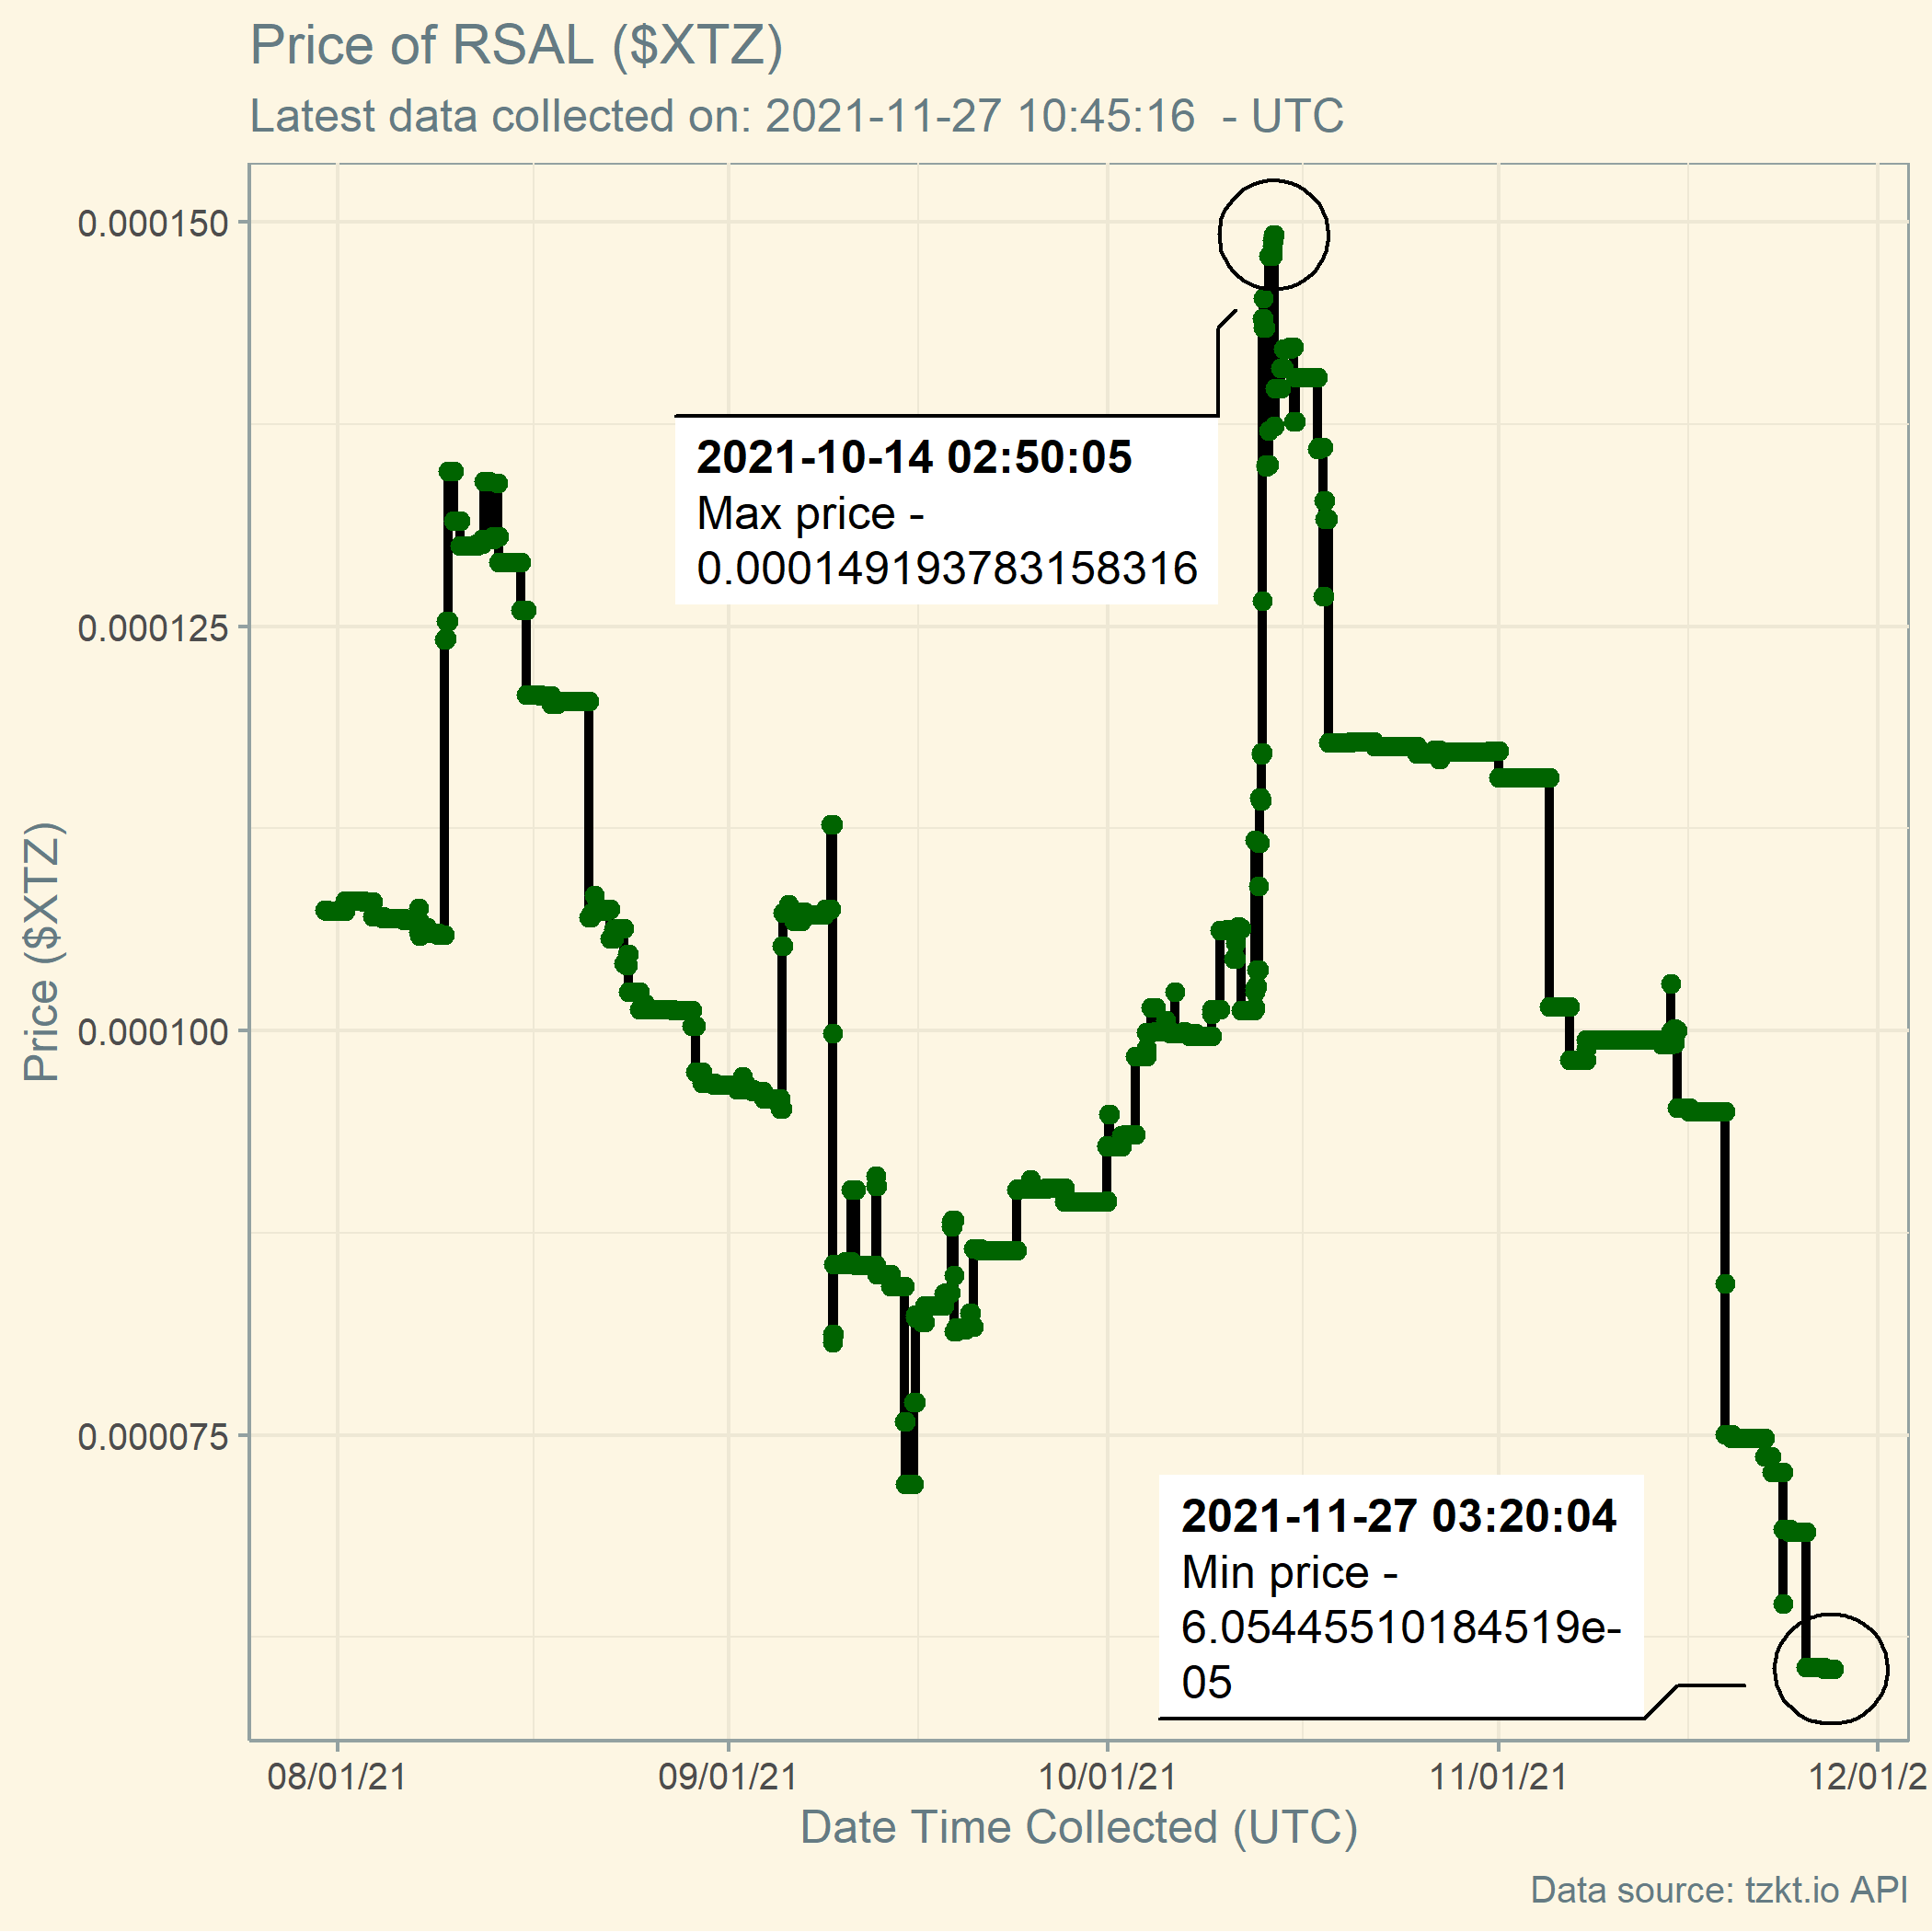 Price of RSAL ($XTZ)
Latest data collected on: 2021-11-27 10:45:16  - UTC
0.000150
0.000125
0.000100
0.000075
Price ($XTZ)
2021-10-14 02:50:05
Max price -
0.000149193783158316
2021-11-27 03:20:04
Min price -
6.05445510184519e-
05
08/01/21
09/01/21
10/01/21
11/01/21
12/01/2
Date Time Collected (UTC)
Data source: tzkt.io API